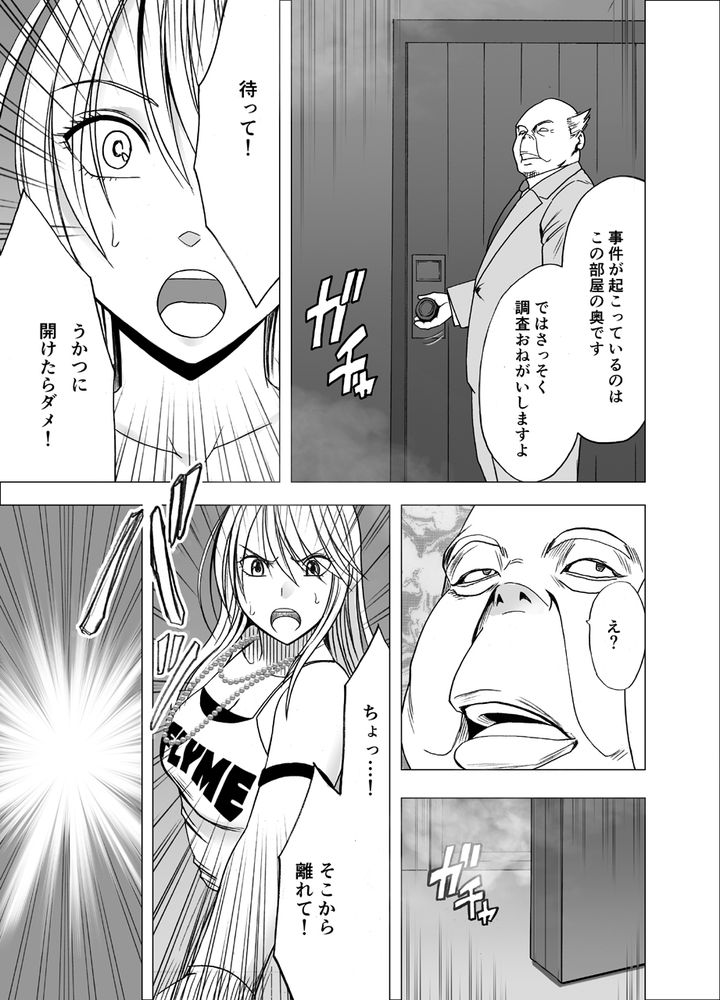 事件が起こっているのは
この部屋の奥です
ではさっそく
調査おねがいしますよ
ガチャ
待って！
うかつに
開けたらダメ！
え？
ガチャ
ちょっ…！
そこから
離れて！
FLYME